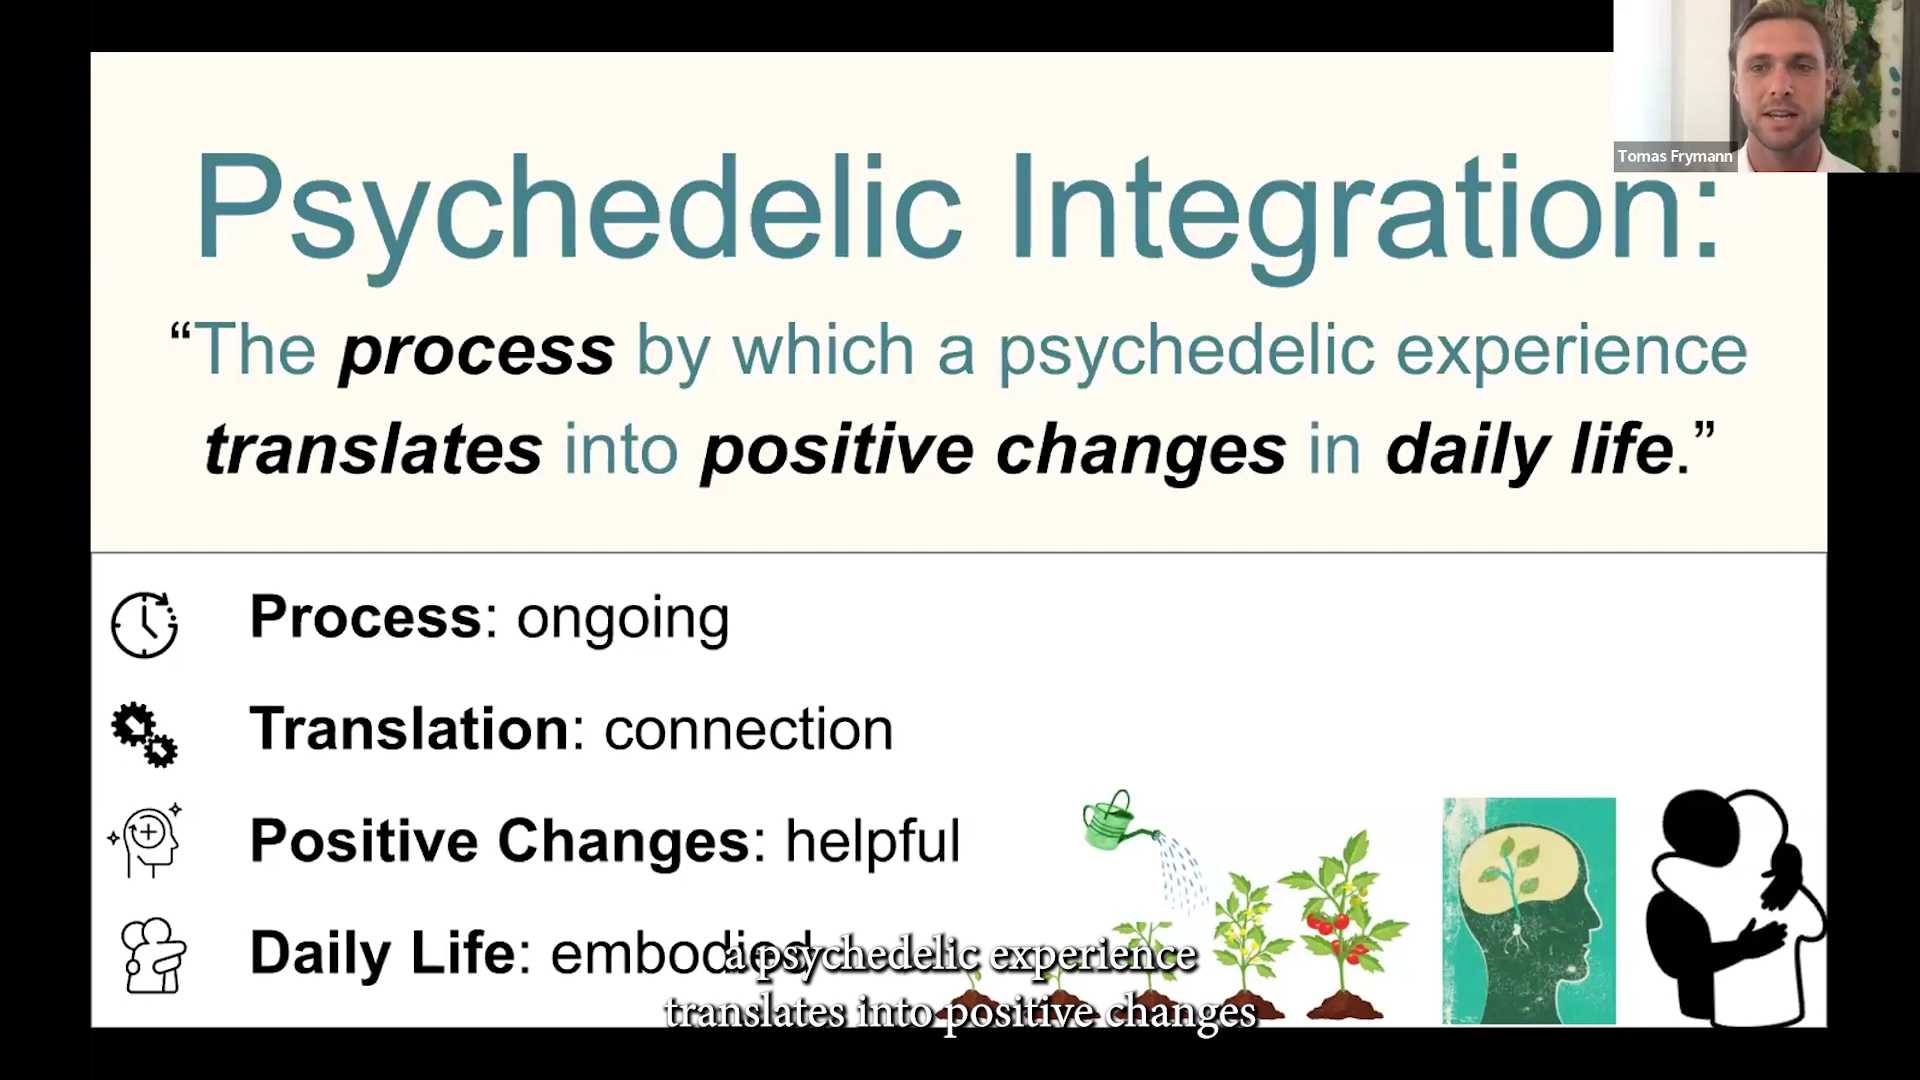 Tomas Frymann
Psychedelic Integration:
“The process by which a psychedelic experience
translates into positive changes in daily life.”
Process: ongoing
Translation: connection
Positive Changes: helpful
Daily Life: embodied
a psychedelic experience
translates into positive changes